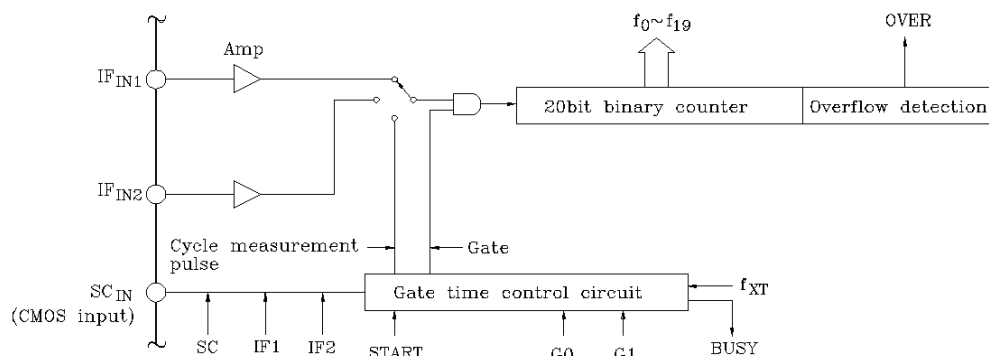 f0~f19
OVER
Amp
IFIN1
20bit binary counter
Overflow detection
IFIN2
Cycle measurement
pulse
Gate
SCIN
(CMOS input)
Gate time control circuit
fXT
SC
IF1
IF2
START
G0
G1
BUSY